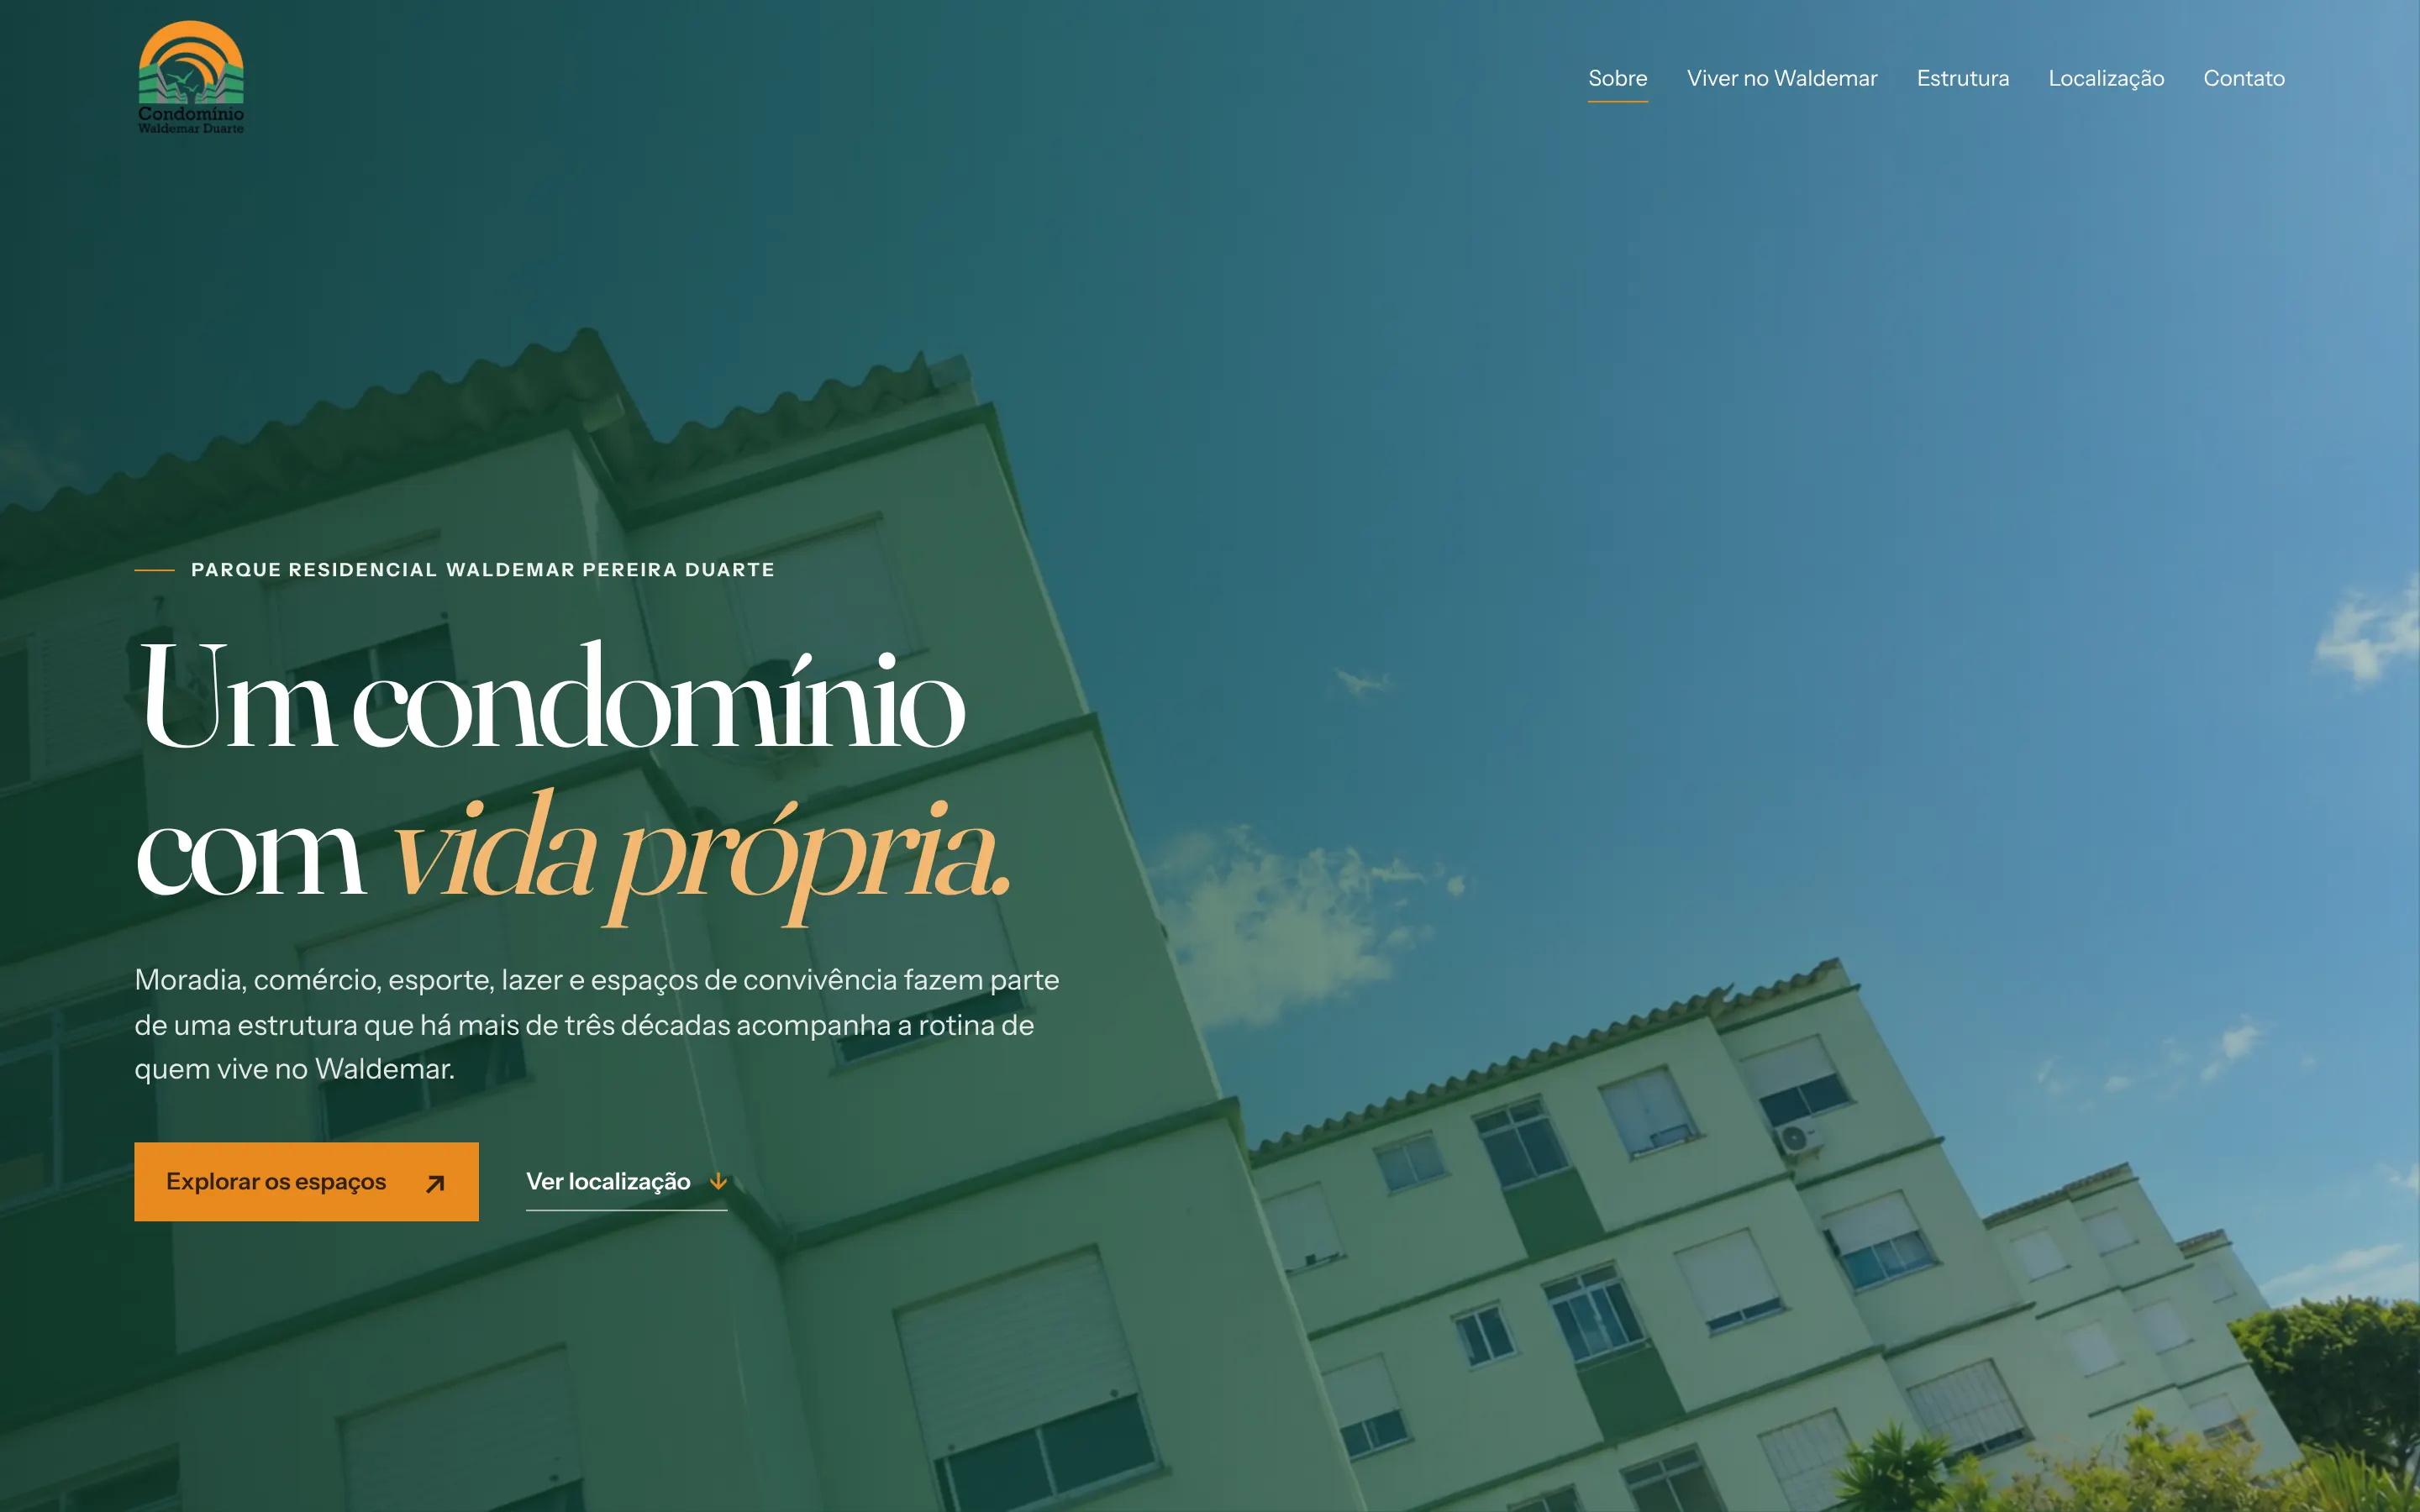 Condomínio
Waldemar Duarte
Sobre Viver no Waldemar Estrutura Localização Contato
PARQUE RESIDENCIAL WALDEMAR PEREIRA DUARTE
Um condomínio
com vida própria.
Moradia, comércio, esporte, lazer e espaços de convivência fazem parte
de uma estrutura que há mais de três décadas acompanha a rotina de
quem vive no Waldemar.
Explorar os espaços
Ver localização